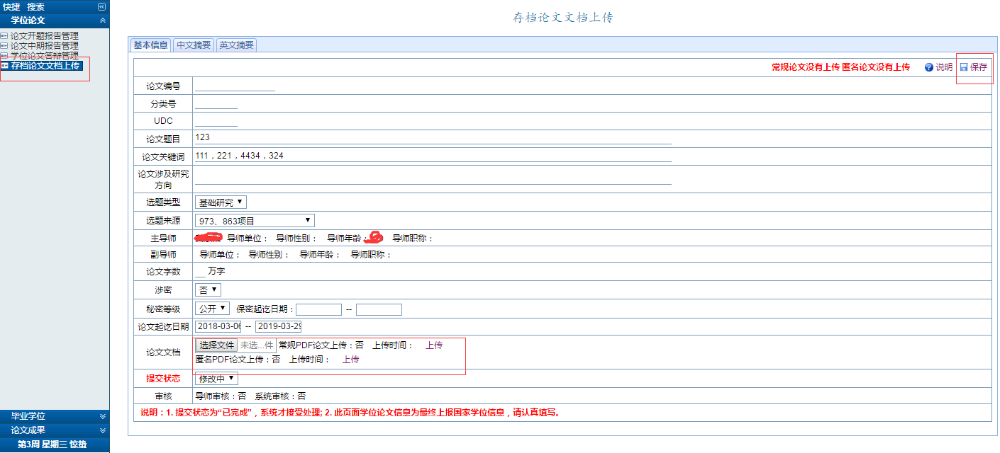 快捷 搜索
学位论文
论文开题报告管理
论文中期报告管理
学位论文答辩管理
存档论文文档上传
毕业学位
论文成果
第3周 星期三 惊蛰
存档论文文档上传
基本信息 中文摘要 英文摘要
常规论文没有上传 匿名论文没有上传 说明 保存
论文编号
分类号
UDC
论文题目 123
论文关键词 111，221，4434，324
论文涉及研究
方向
选题类型 基础研究
选题来源 973、863项目
主导师 导师单位： 导师性别： 导师年龄： 导师职称：
副导师 导师单位： 导师性别： 导师年龄： 导师职称：
论文字数 万字
涉密 否
秘密等级 公开 保密起讫日期： --
论文起讫日期 2018-03-06 -- 2019-03-29
论文文档 选择文件 未选...件 常规PDF论文上传：否 上传时间： 上传
匿名PDF论文上传：否 上传时间： 上传
提交状态 修改中
审核 导师审核：否 系统审核：否
说明：1. 提交状态为“已完成”，系统才接受处理; 2. 此页面学位论文信息为最终上报国家学位信息，请认真填写。